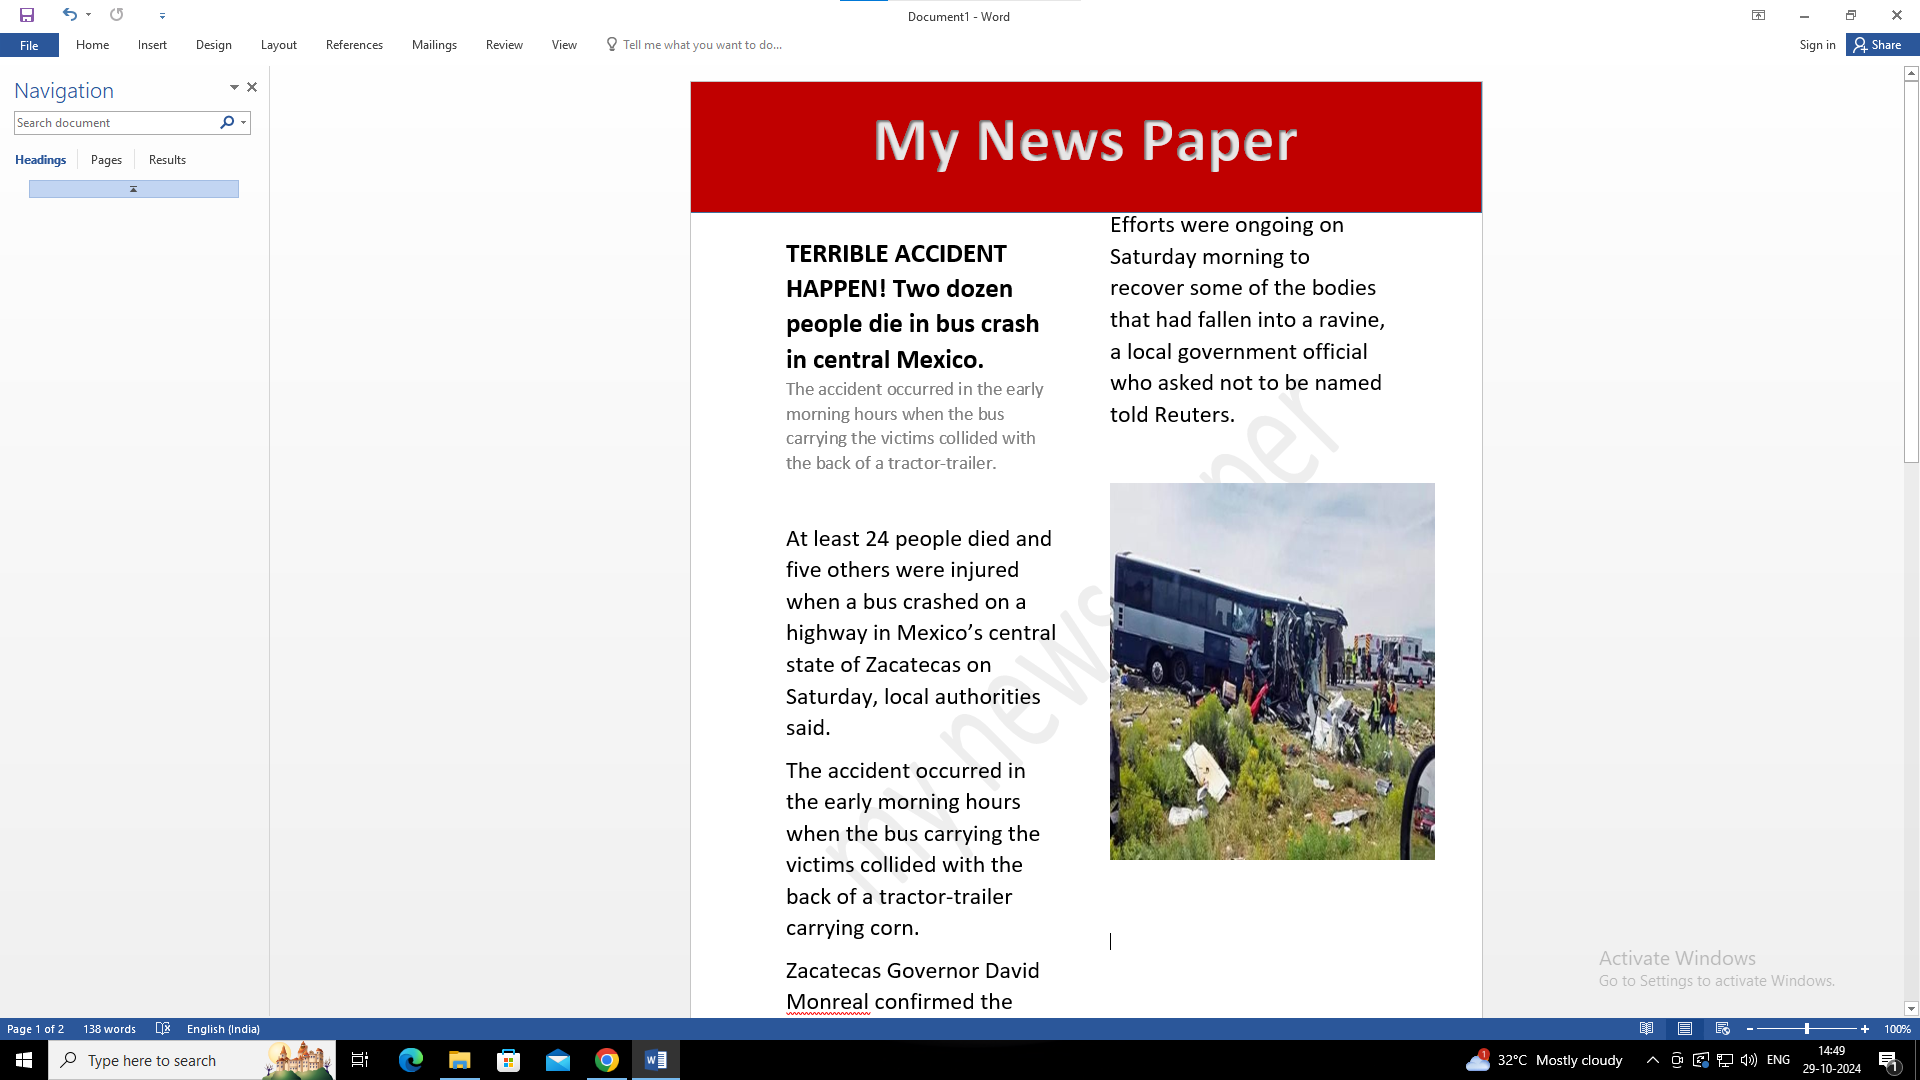 Document1 - Word
File
Home
Insert
Design
Layout
References
Mailings
Review
View
Tell me what you want to do...
Sign in
Share
Navigation
Search document
Headings
Pages
Results
My News Paper
TERRIBLE ACCIDENT
HAPPEN! Two dozen
people die in bus crash
in central Mexico.
The accident occurred in the early
morning hours when the bus
carrying the victims collided with
the back of a tractor-trailer.
At least 24 people died and
five others were injured
when a bus crashed on a
highway in Mexico’s central
state of Zacatecas on
Saturday, local authorities
said.
The accident occurred in
the early morning hours
when the bus carrying the
victims collided with the
back of a tractor-trailer
carrying corn.
Zacatecas Governor David
Monreal confirmed the
Efforts were ongoing on
Saturday morning to
recover some of the bodies
that had fallen into a ravine,
a local government official
who asked not to be named
told Reuters.
my news per
Activate Windows
Go to Settings to activate Windows.
Page 1 of 2
138 words
English (India)
100%
Type here to search
1
32°C Mostly cloudy
ENG
14:49
29-10-2024
1